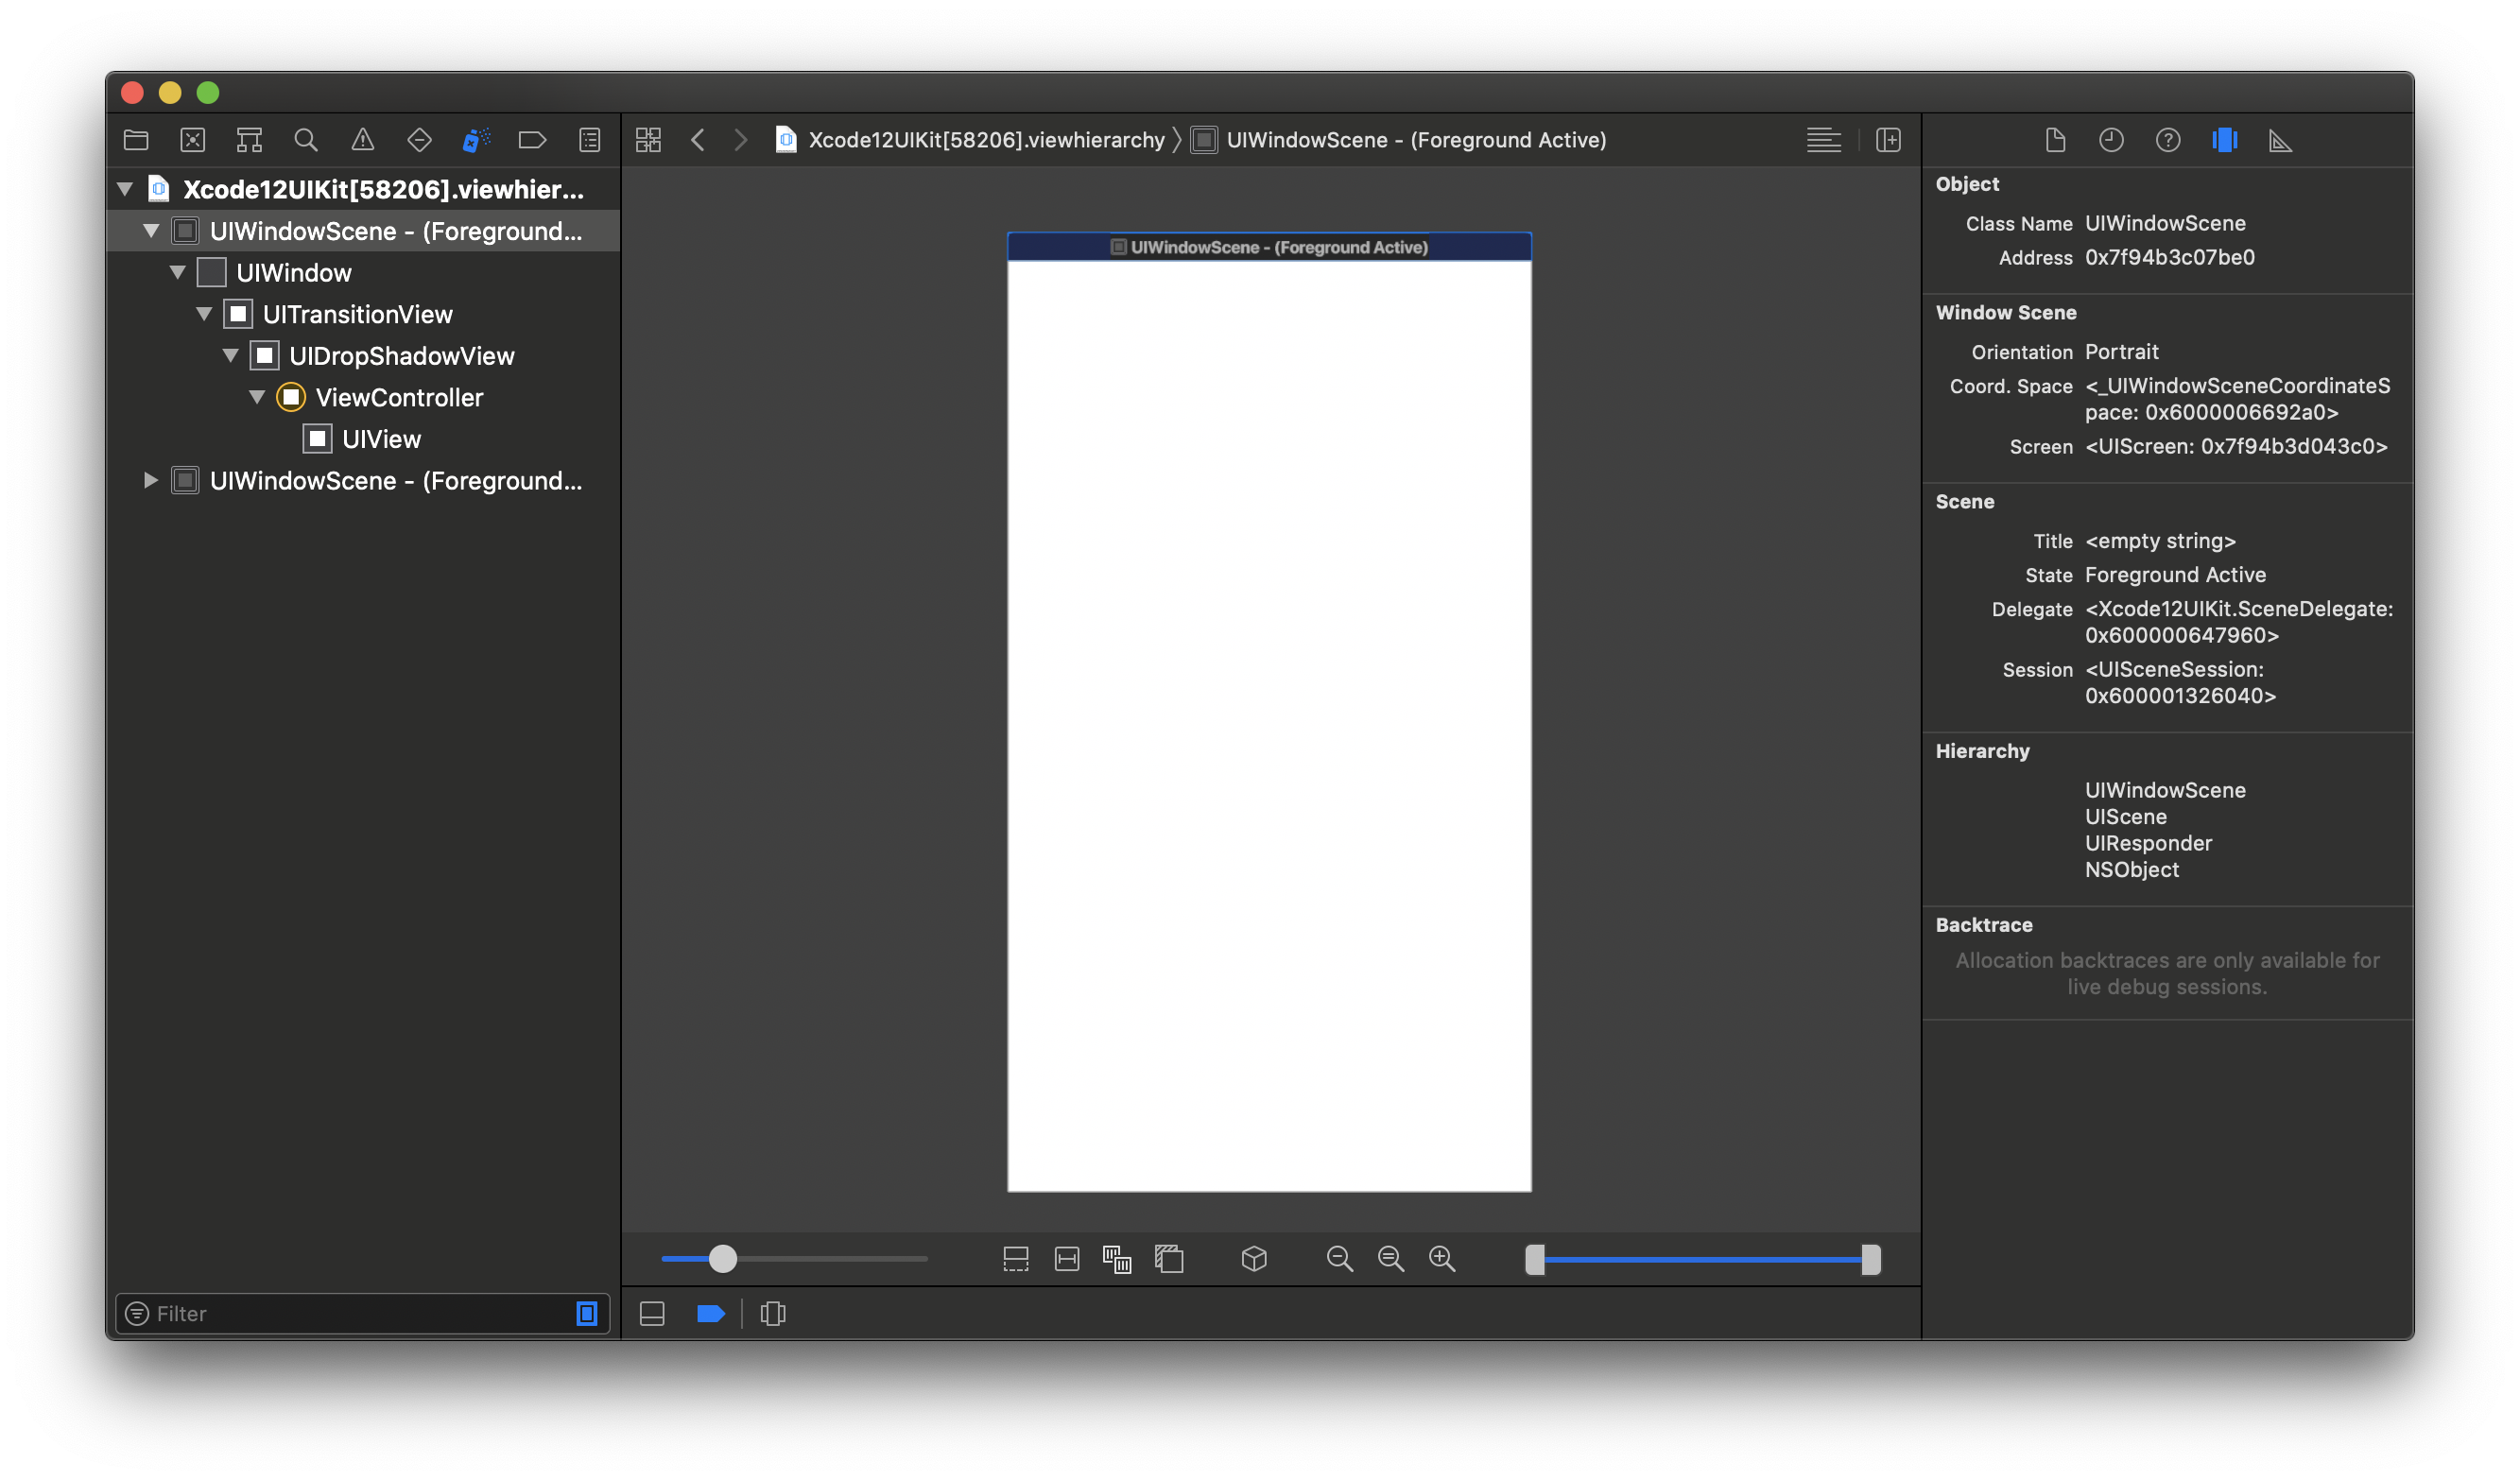 Xcode12UIKit[58206].viewhierarchy
UIWindowScene - (Foreground Active)
Xcode12UIKit[58206].viewhier...
UIWindowScene - (Foreground...
UIWindow
UITransitionView
UIDropShadowView
ViewController
UIView
UIWindowScene - (Foreground...
Filter
UIWindowScene - (Foreground Active)
Object
Class Name UIWindowScene
Address 0x7f94b3c07be0
Window Scene
Orientation Portrait
Coord. Space <_UIWindowSceneCoordinateS
pace: 0x6000006692a0>
Screen <UIScreen: 0x7f94b3d043c0>
Scene
Title <empty string>
State Foreground Active
Delegate <Xcode12UIKit.SceneDelegate:
0x600000647960>
Session <UISceneSession:
0x600001326040>
Hierarchy
UIWindowScene
UIScene
UIResponder
NSObject
Backtrace
Allocation backtraces are only available for
live debug sessions.